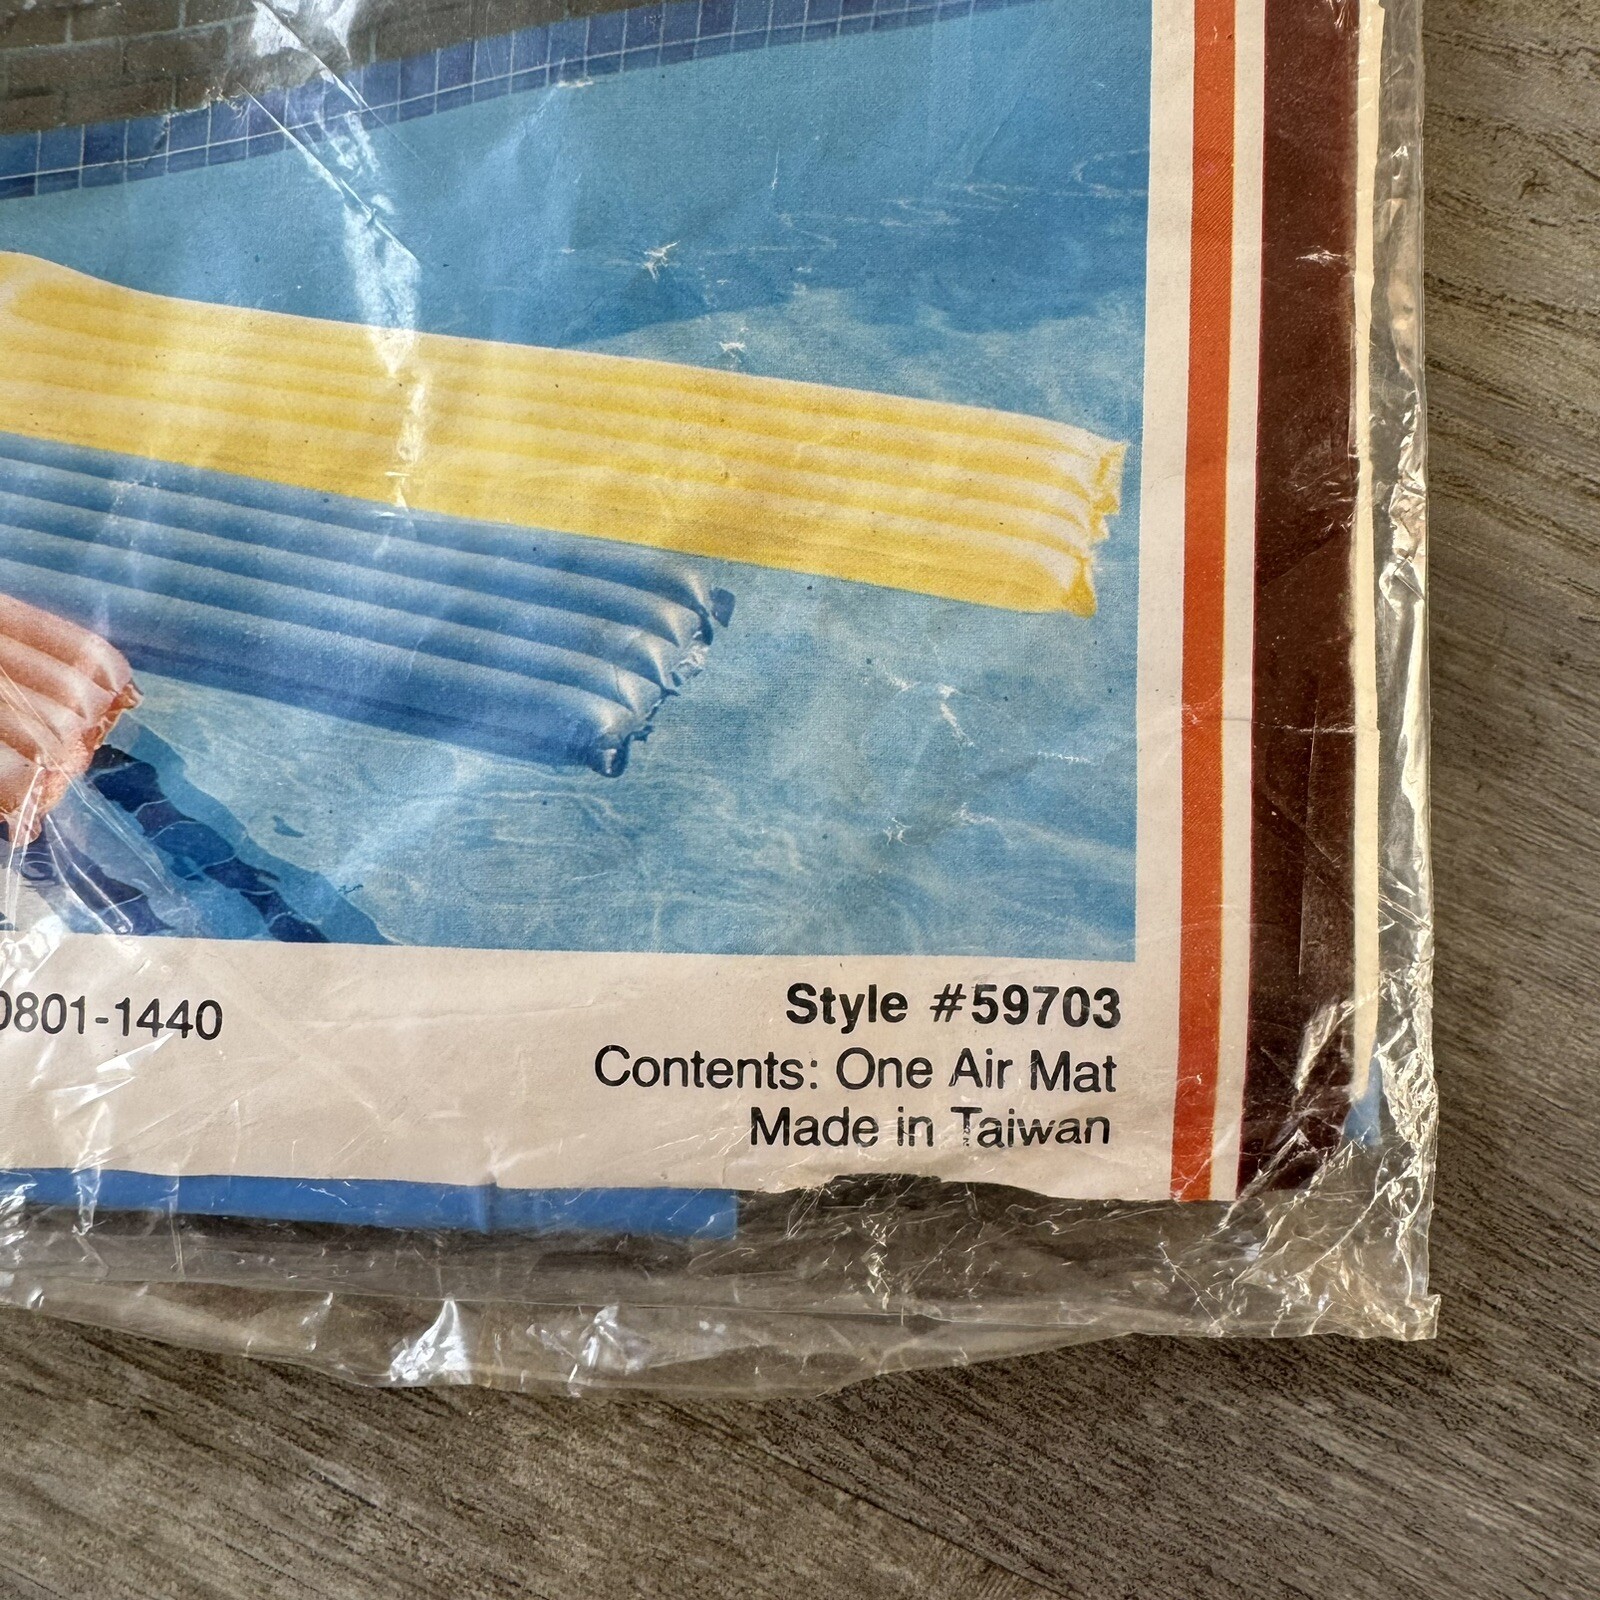 0801-1440
Style #59703
Contents: One Air Mat
Made in Taiwan